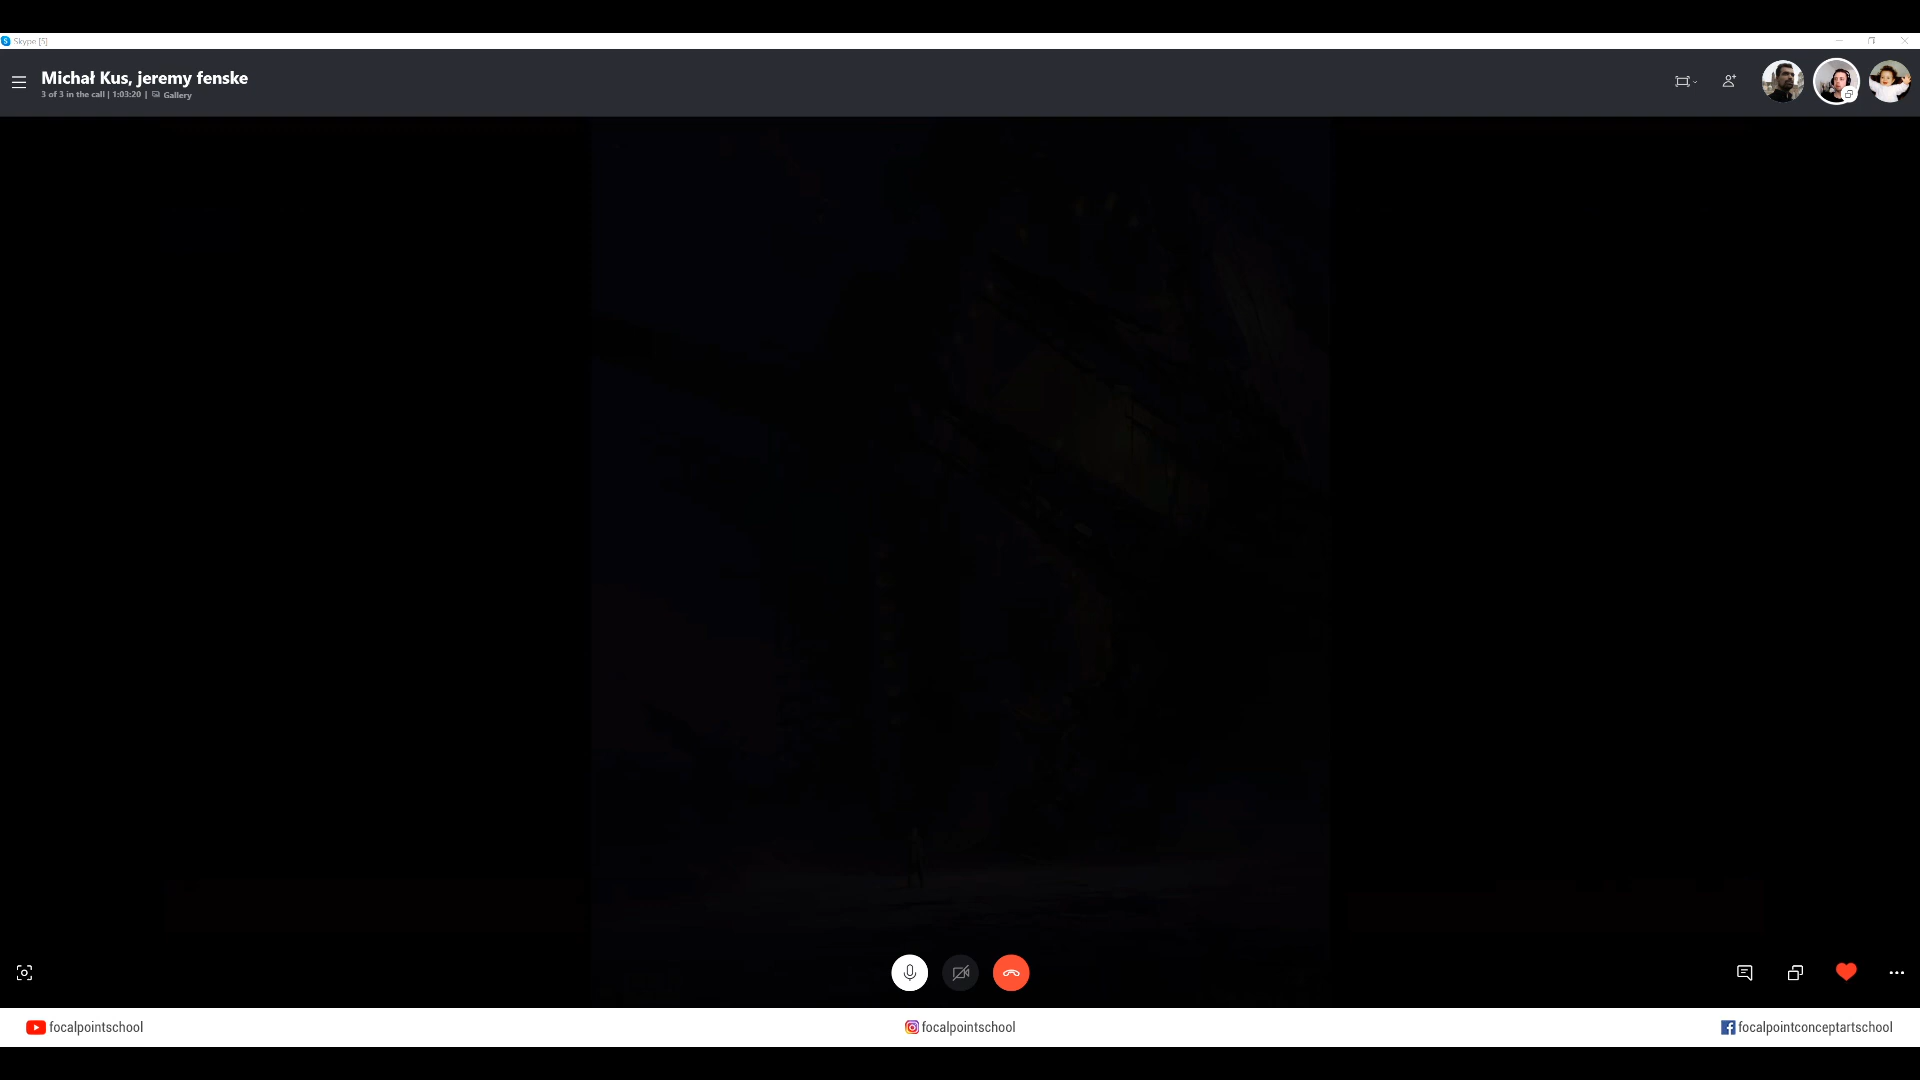 Skype [5]
Michał Kus, jeremy fenske
3 of 3 in the call | 1:03:20 | Gallery
focalpointschool
focalpointschool
focalpointconceptartschool